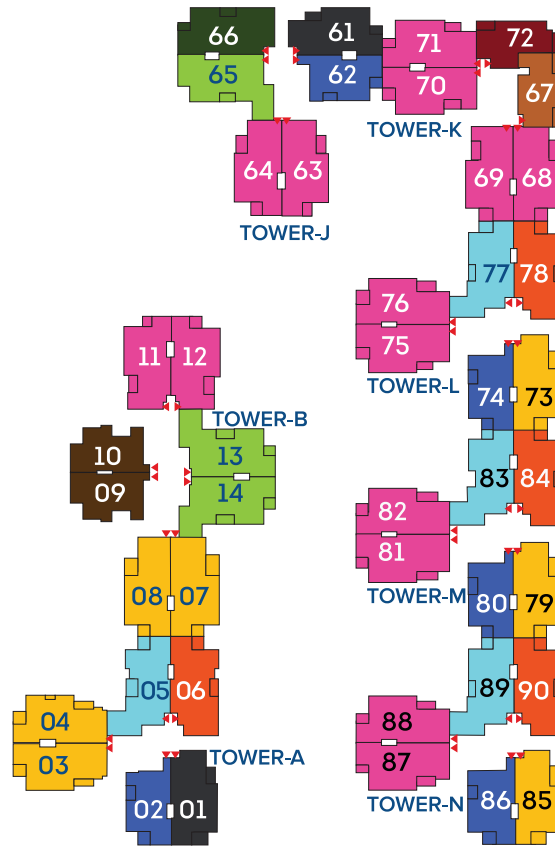 66 61 71 72
65 62 70 67
TOWER-K
64 63 69 68
TOWER-J
77 78
76
75
TOWER-L
11 12
74 73
TOWER-B
10 13 83 84
09 14
82
81
08 07 TOWER-M
80 79
05 06 89 90
04 88
03 TOWER-A 87
02 01 TOWER-N 86 85